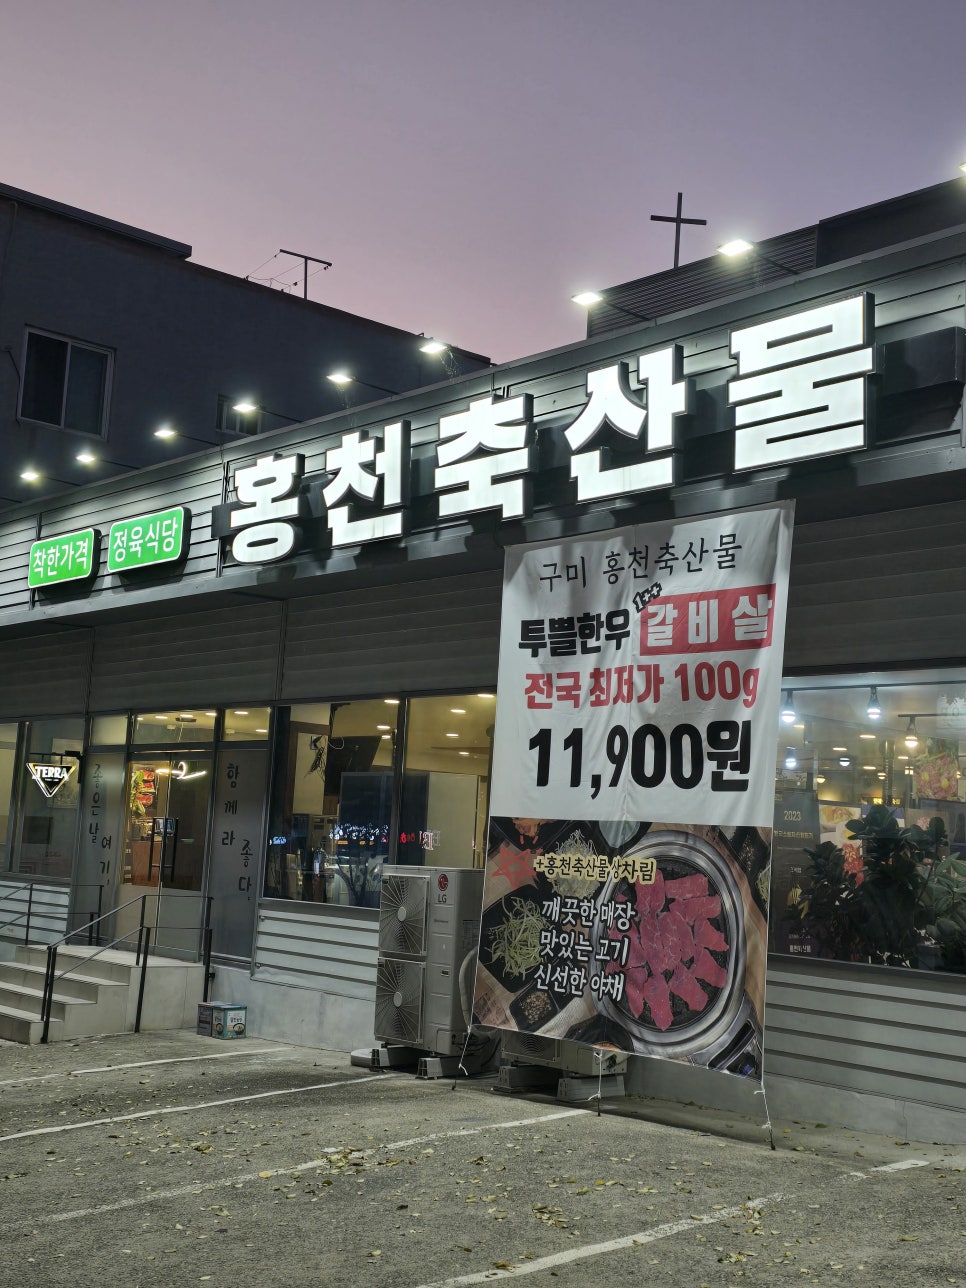 홍천축산물
착한가격
정육식당
구미 홍천축산물
1++
투쁠한우 갈비살
전국 최저가 100g
11,900원
+홍천축산물상차림
깨끗한 매장
맛있는 고기
신선한 야채
TERRA
좋은날
여기
함께라
좋다
LG
2023